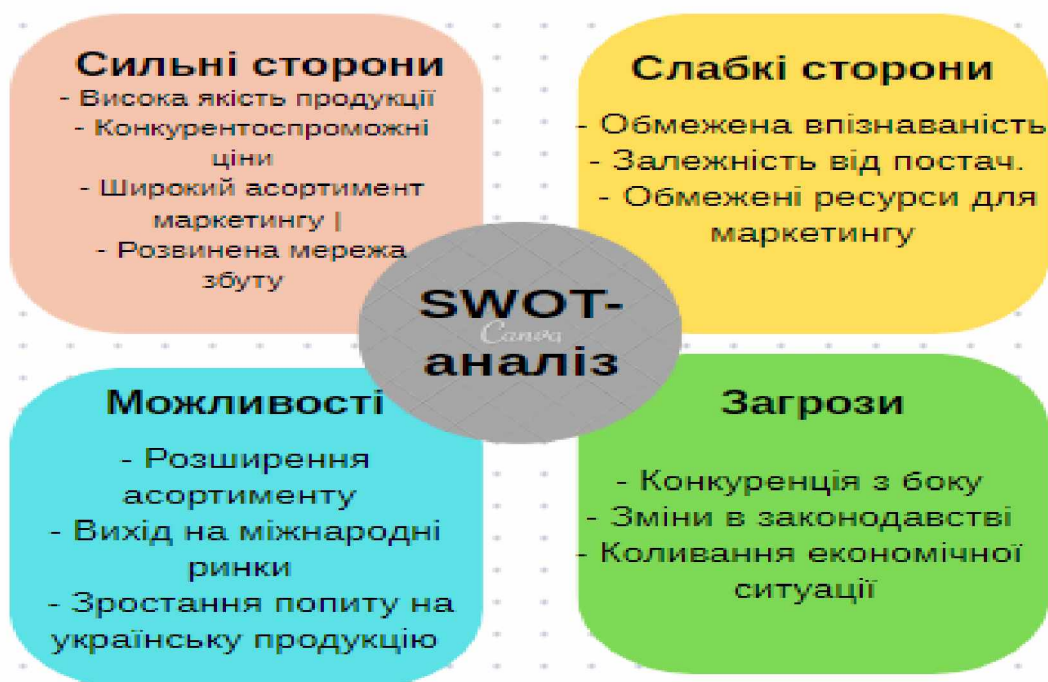 Сильні сторони
- Висока якість продукції
- Конкурентоспроможні
ціни
- Широкий асортимент
маркетингу |
- Розвинена мережа
збуту
Слабкі сторони
- Обмежена впізнаваність
- Залежність від постач.
- Обмежені ресурси для
маркетингу
SWOT-
Canva
аналіз
Можливості
- Розширення
асортименту
- Вихід на міжнародні
ринки
- Зростання попиту на
українську продукцію
Загрози
- Конкуренція з боку
- Зміни в законодавстві
- Коливання економічної
ситуації